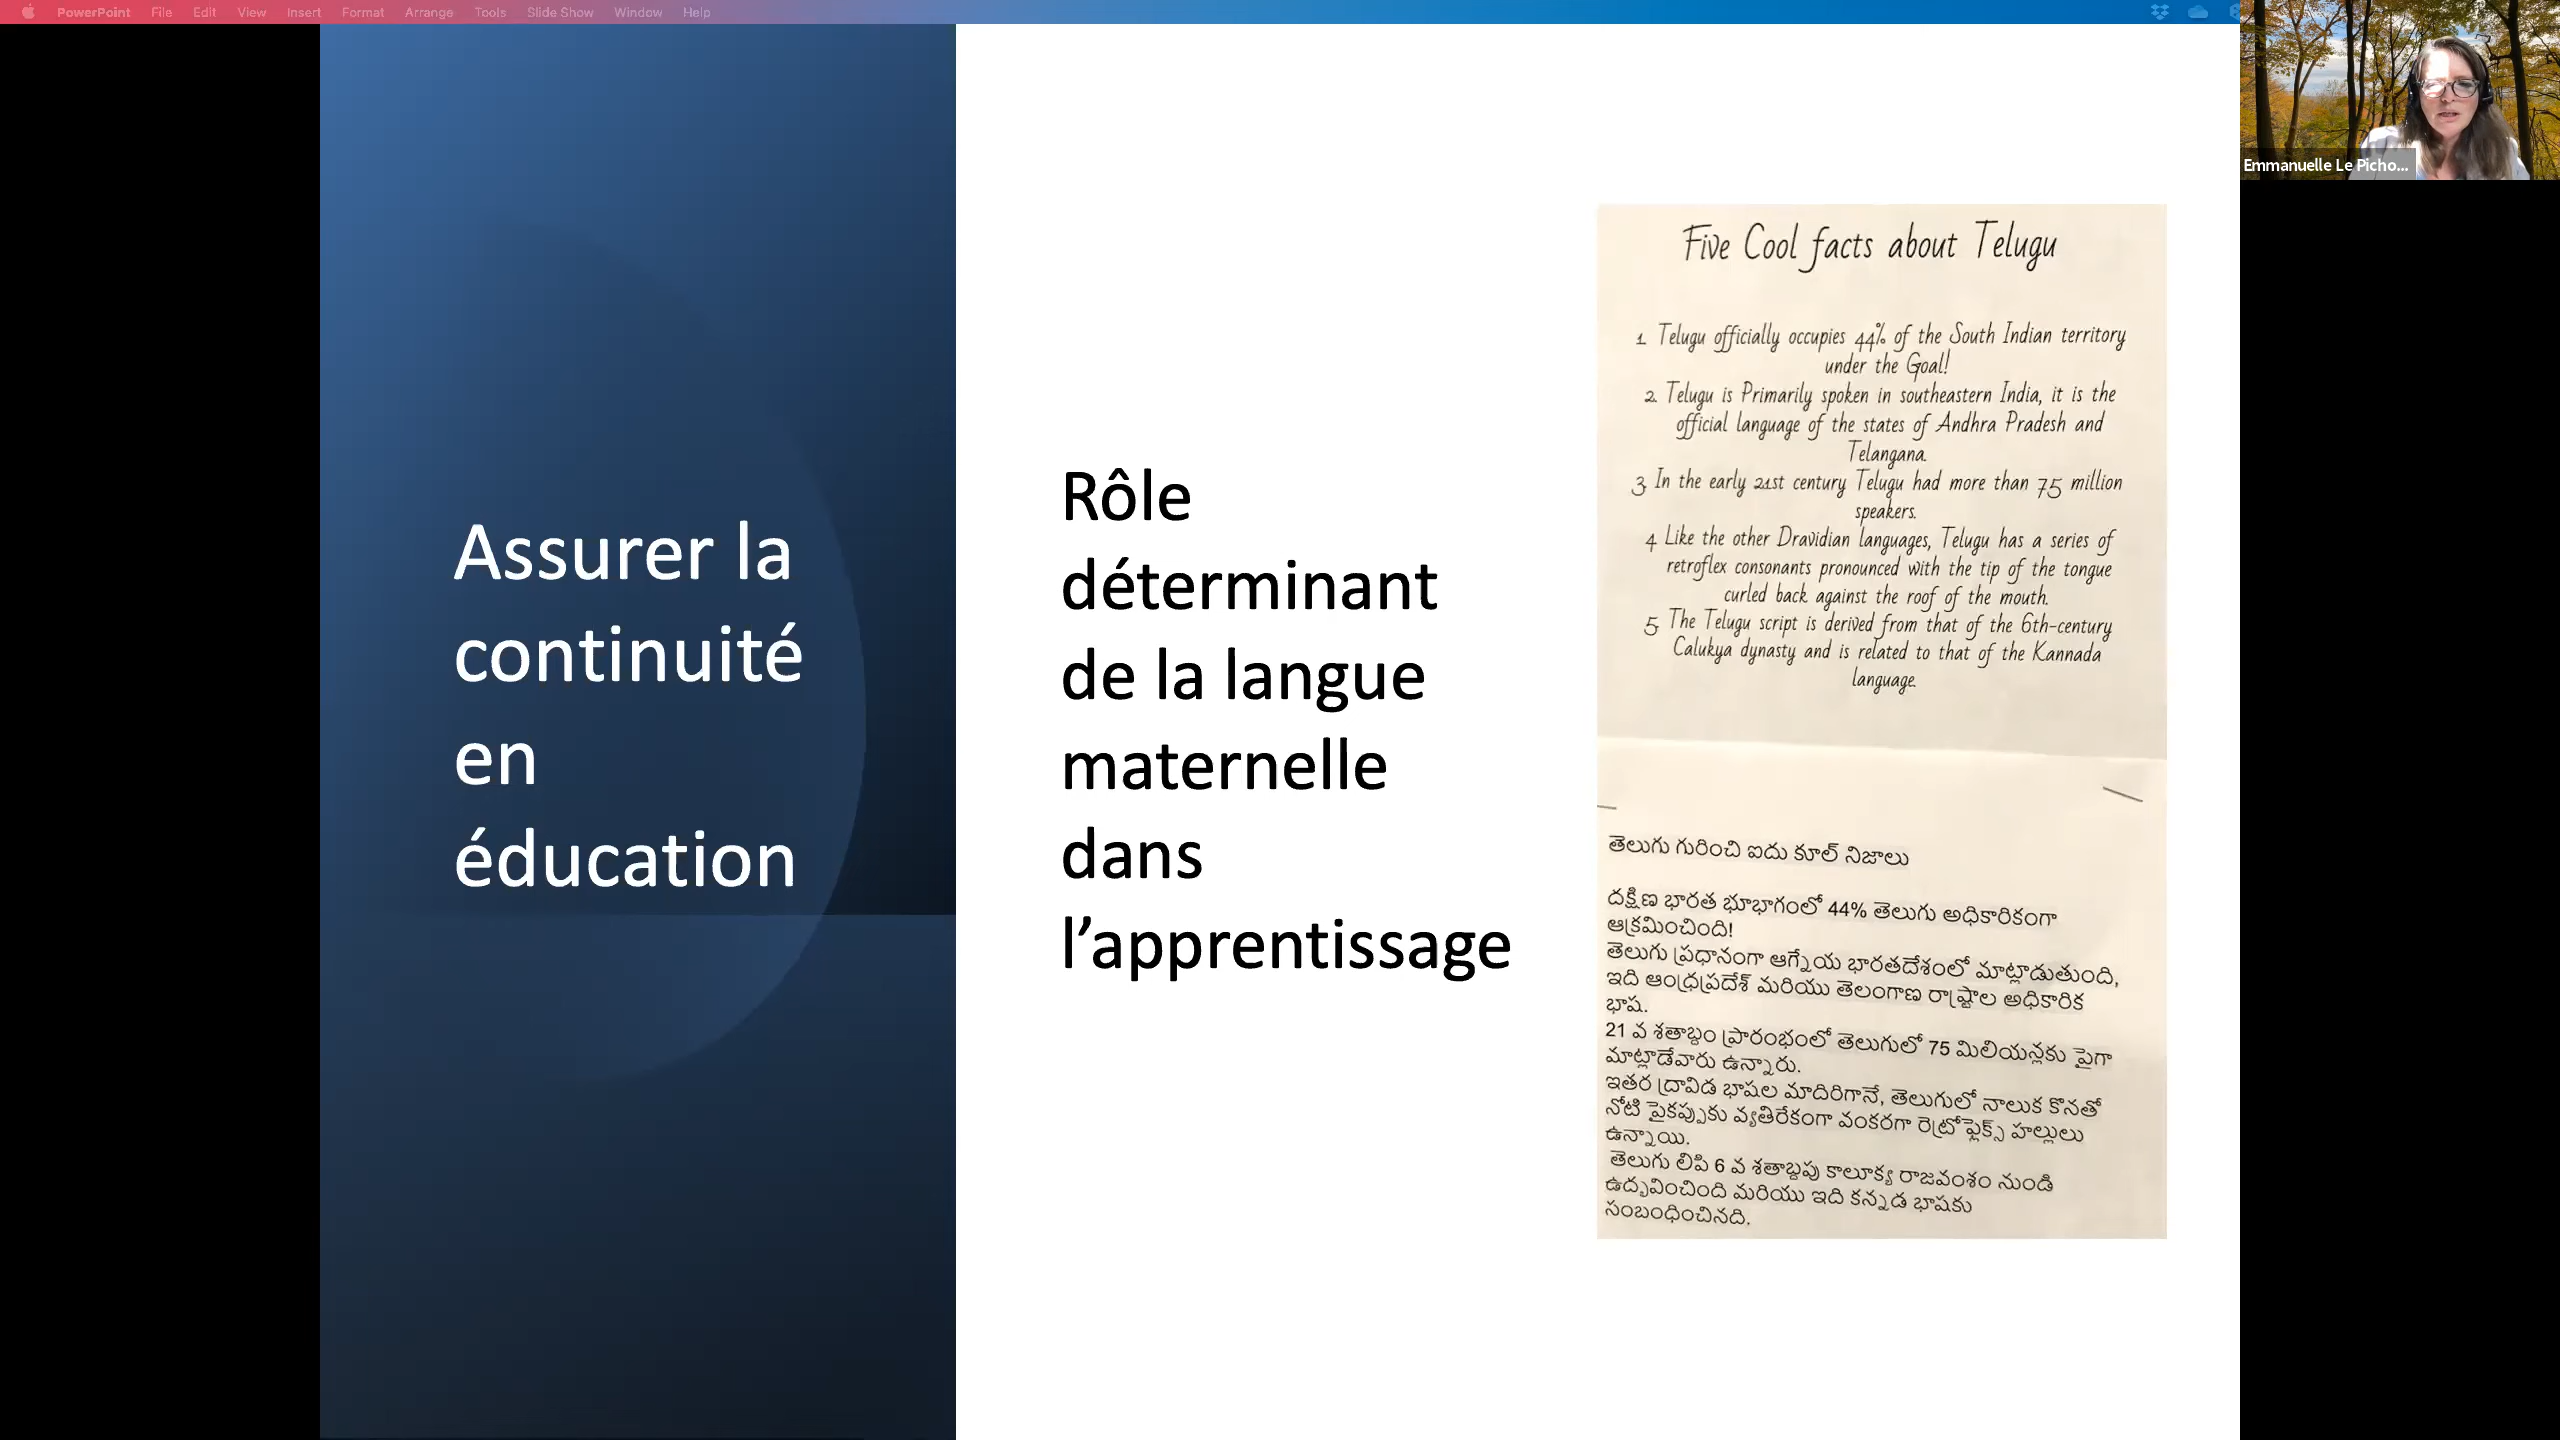 PowerPoint File Edit View Insert Format Arrange Tools Slide Show Window Help
Emmanuelle Le Picho...
Assurer la
continuité
en
éducation
Rôle
déterminant
de la langue
maternelle
dans
l’apprentissage
Five Cool facts about Telugu
1. Telugu officially occupies 44% of the South Indian territory
under the Goal!
2. Telugu is Primarily spoken in southeastern India, it is the
official language of the states of Andhra Pradesh and
Telangana.
3. In the early 21st century Telugu had more than 75 million
speakers.
4. Like the other Dravidian languages, Telugu has a series of
retroflex consonants pronounced with the tip of the tongue
curled back against the roof of the mouth.
5. The Telugu script is derived from that of the 6th-century
Calukya dynasty and is related to that of the Kannada
language.
తెలుగు గురించి ఐదు కూల్ నిజాలు
దక్షిణ భారత భూభాగంలో 44% తెలుగు అధికారికంగా
ఆక్రమించింది!
తెలుగు ప్రధానంగా ఆగ్నేయ భారతదేశంలో మాట్లాడుతుంది,
ఇది ఆంధ్రప్రదేశ్ మరియు తెలంగాణ రాష్ట్రాల అధికారిక
భాష.
21 వ శతాబ్దం ప్రారంభంలో తెలుగులో 75 మిలియన్లకు పైగా
మాట్లాడేవారు ఉన్నారు.
ఇతర ద్రావిడ భాషల మాదిరిగానే, తెలుగులో నాలుక కొనతో
నోటి పైకప్పుకు వ్యతిరేకంగా వంకరగా రెట్రోఫ్లెక్స్ హల్లులు
ఉన్నాయి.
తెలుగు లిపి 6 వ శతాబ్దపు కాలూక్య రాజవంశం నుండి
ఉద్భవించింది మరియు ఇది కన్నడ భాషకు
సంబంధించినది.